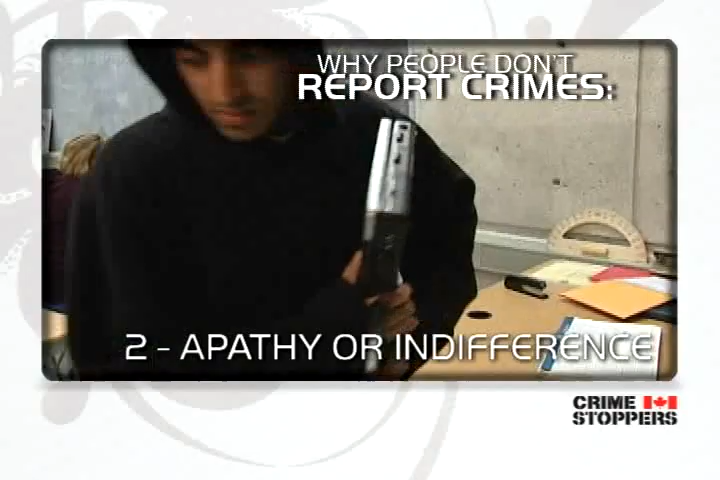 WHY PEOPLE DON'T
REPORT CRIMES:
2 - APATHY OR INDIFFERENCE
CRIME
STOPPERS